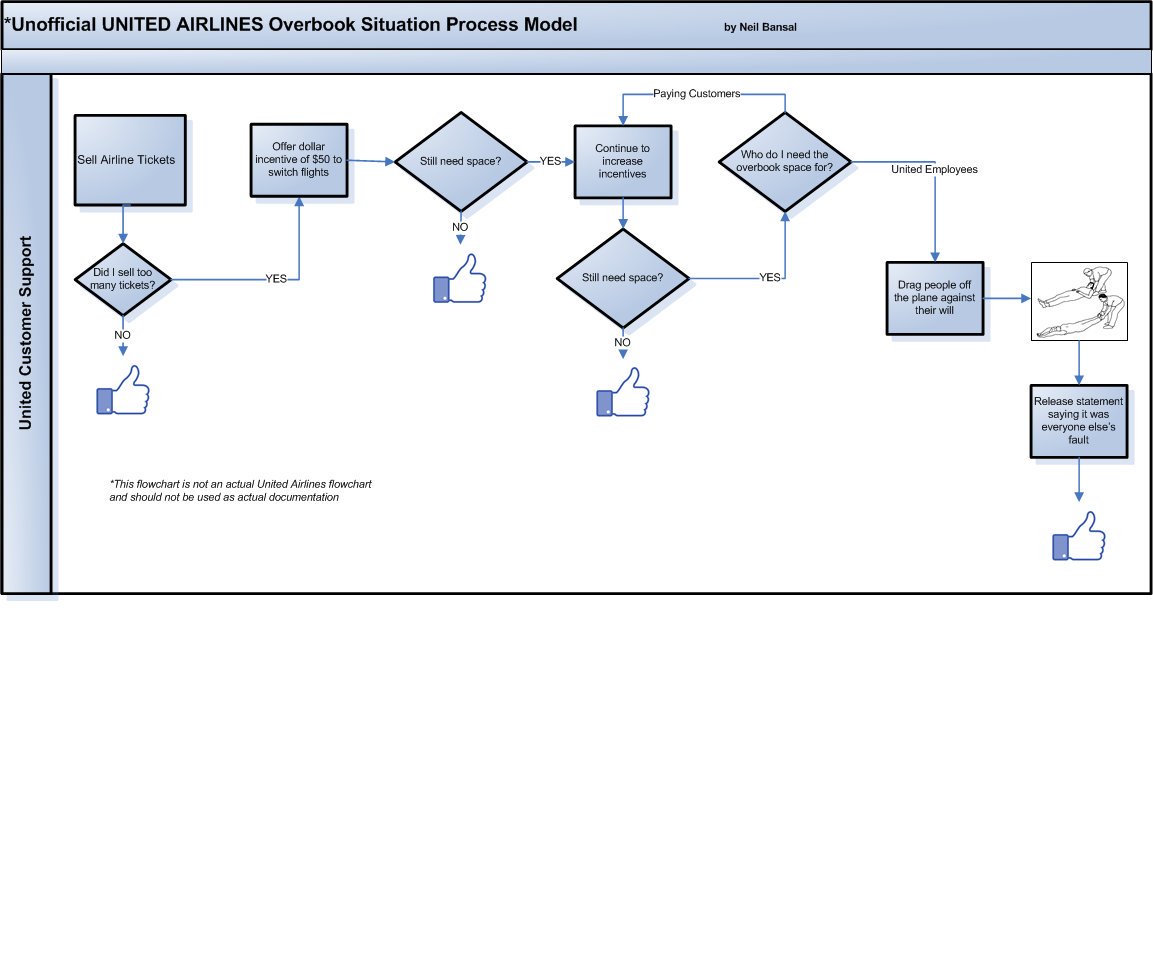 *Unofficial UNITED AIRLINES Overbook Situation Process Model
by Neil Bansal
United Customer Support
Sell Airline Tickets
Did I sell too
many tickets?
NO
YES
Offer dollar
incentive of $50 to
switch flights
Still need space?
NO
YES
Continue to
increase
incentives
Still need space?
NO
YES
Who do I need the
overbook space for?
Paying Customers
United Employees
Drag people off
the plane against
their will
Release statement
saying it was
everyone else's
fault
*This flowchart is not an actual United Airlines flowchart
and should not be used as actual documentation